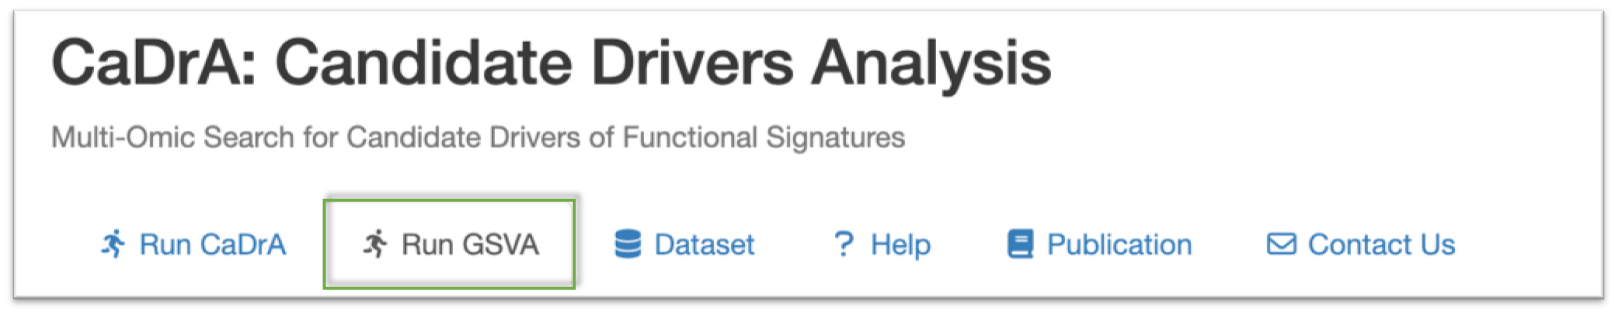 CaDrA: Candidate Drivers Analysis
Multi-Omic Search for Candidate Drivers of Functional Signatures
Run CaDrA Run GSVA Dataset ? Help Publication Contact Us